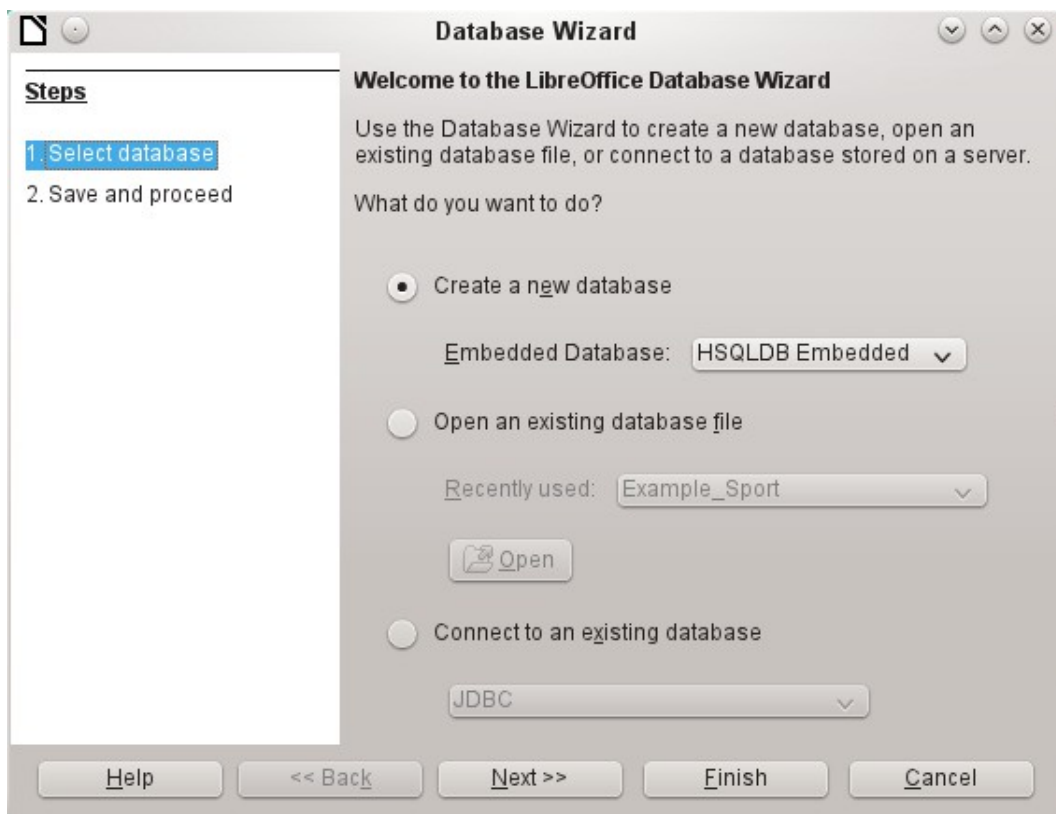 Database Wizard
Steps
1. Select database
2. Save and proceed
Welcome to the LibreOffice Database Wizard
Use the Database Wizard to create a new database, open an
existing database file, or connect to a database stored on a server.
What do you want to do?
Create a new database
Embedded Database: HSQLDB Embedded
Open an existing database file
Recently used: Example_Sport
Open
Connect to an existing database
JDBC
Help << Back Next >> Finish Cancel